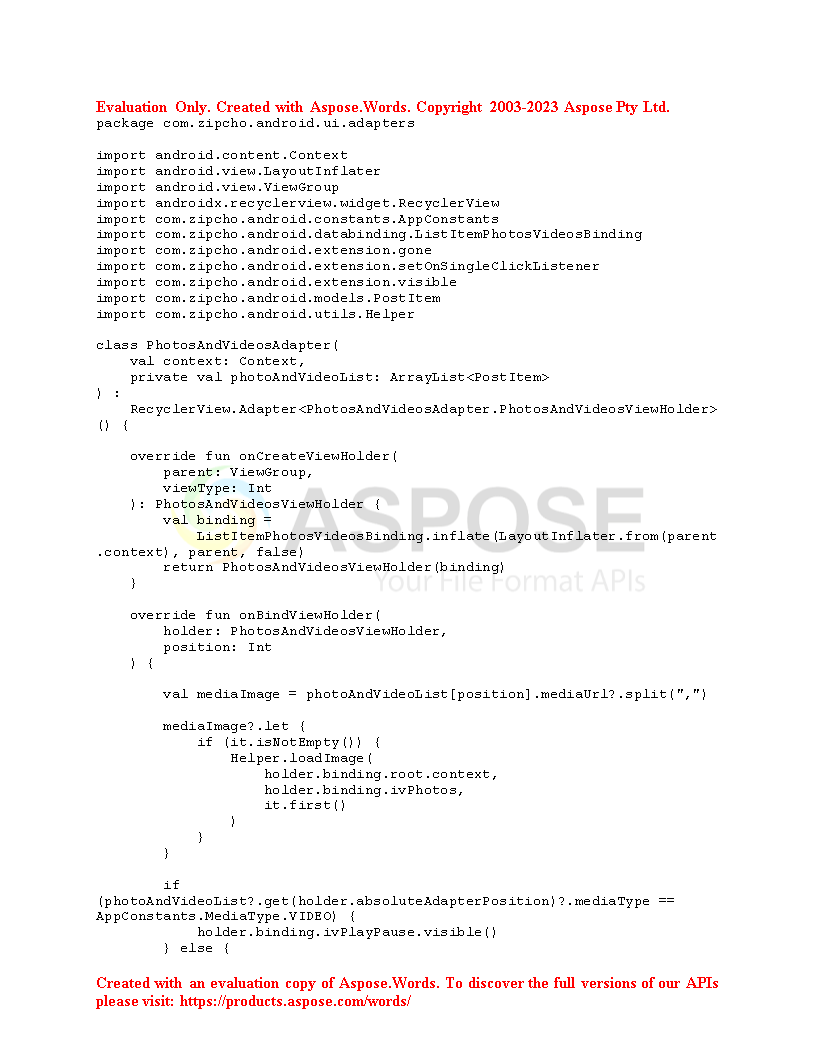 Evaluation Only. Created with Aspose.Words. Copyright 2003-2023 Aspose Pty Ltd.
package com.zipcho.android.ui.adapters

import android.content.Context
import android.view.LayoutInflater
import android.view.ViewGroup
import androidx.recyclerview.widget.RecyclerView
import com.zipcho.android.constants.AppConstants
import com.zipcho.android.databinding.ListItemPhotosVideosBinding
import com.zipcho.android.extension.gone
import com.zipcho.android.extension.setOnSingleClickListener
import com.zipcho.android.extension.visible
import com.zipcho.android.models.PostItem
import com.zipcho.android.utils.Helper

class PhotosAndVideosAdapter(
    val context: Context,
    private val photoAndVideoList: ArrayList<PostItem>
) :
    RecyclerView.Adapter<PhotosAndVideosAdapter.PhotosAndVideosViewHolder>
() {

    override fun onCreateViewHolder(
        parent: ViewGroup,
        viewType: Int
    ): PhotosAndVideosViewHolder {
        val binding =
            ListItemPhotosVideosBinding.inflate(LayoutInflater.from(parent
.context), parent, false)
        return PhotosAndVideosViewHolder(binding)
    }

    override fun onBindViewHolder(
        holder: PhotosAndVideosViewHolder,
        position: Int
    ) {

        val mediaImage = photoAndVideoList[position].mediaUrl?.split(",")

        mediaImage?.let {
            if (it.isNotEmpty()) {
                Helper.loadImage(
                    holder.binding.root.context,
                    holder.binding.ivPhotos,
                    it.first()
                )
            }
        }

        if
(photoAndVideoList?.get(holder.absoluteAdapterPosition)?.mediaType ==
AppConstants.MediaType.VIDEO) {
            holder.binding.ivPlayPause.visible()
        } else {

ASPOSE
Your File Format APIs
Created with an evaluation copy of Aspose.Words. To discover the full versions of our APIs
please visit: https://products.aspose.com/words/